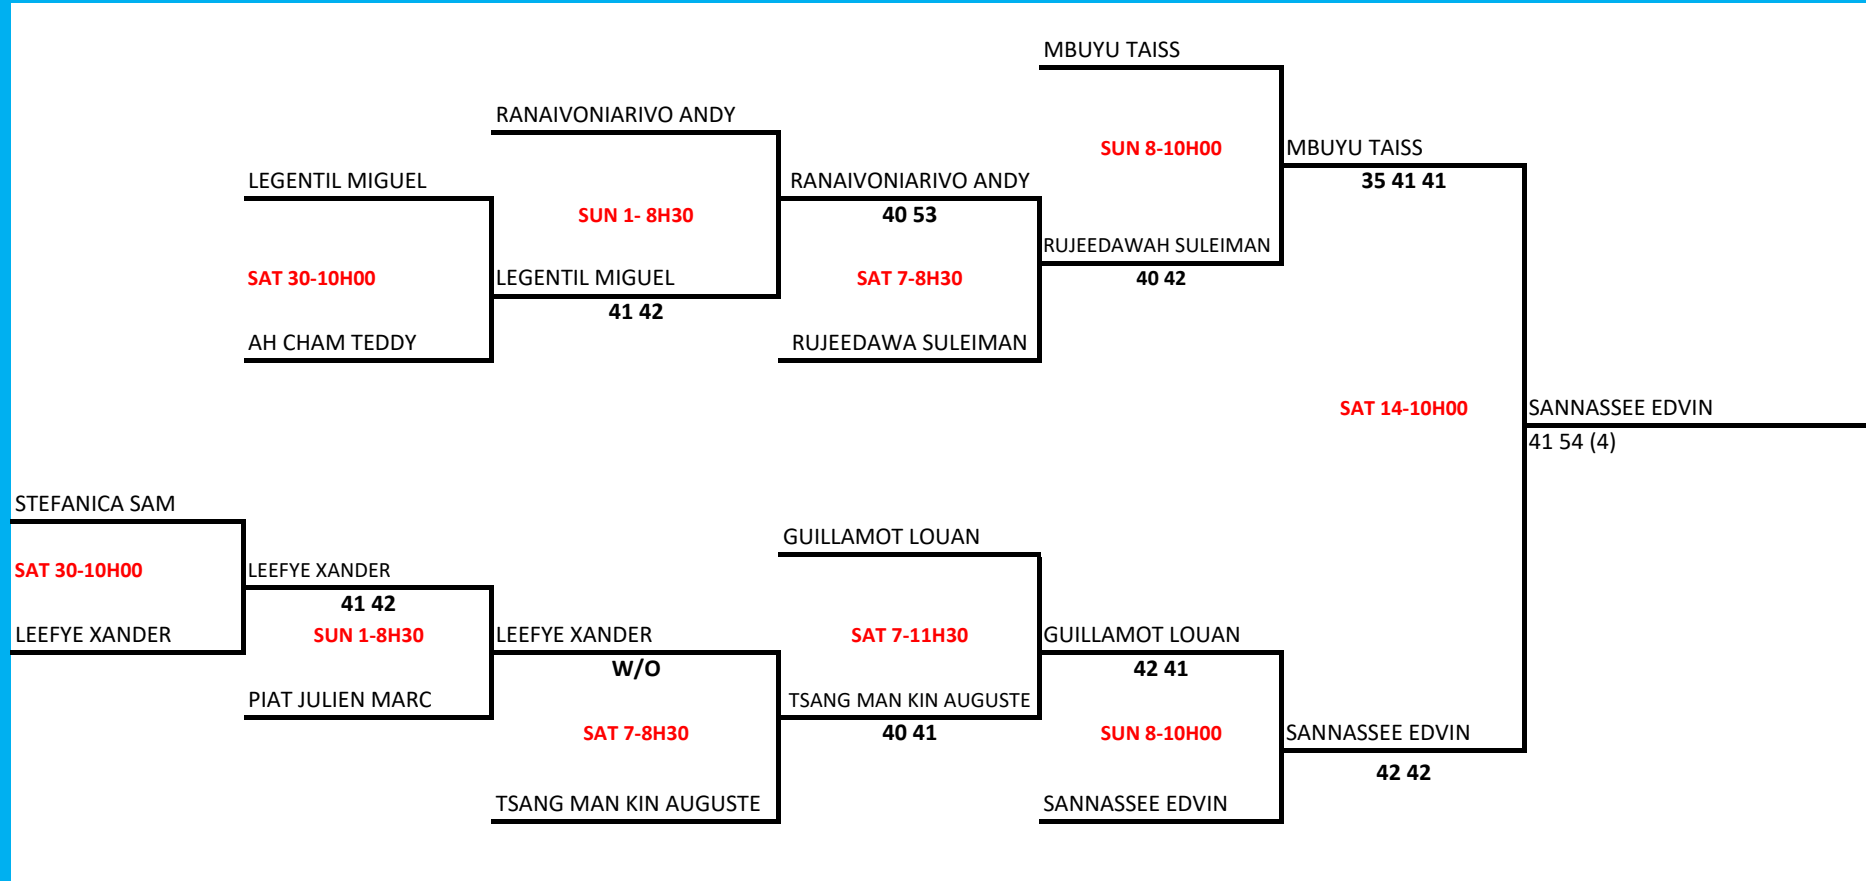 MBUYU TAISS
RANAIVONIARIVO ANDY
SUN 8-10H00
MBUYU TAISS
LEGENTIL MIGUEL
RANAIVONIARIVO ANDY
35 41 41
SUN 1- 8H30
40 53
RUJEEDAWAH SULEIMAN
SAT 30-10H00
LEGENTIL MIGUEL
SAT 7-8H30
40 42
41 42
AH CHAM TEDDY
RUJEEDAWA SULEIMAN
SAT 14-10H00
SANNASSEE EDVIN
41 54 (4)
STEFANICA SAM
GUILLAMOT LOUAN
SAT 30-10H00
LEEFYE XANDER
41 42
LEEFYE XANDER
SUN 1-8H30
LEEFYE XANDER
SAT 7-11H30
GUILLAMOT LOUAN
W/O
42 41
PIAT JULIEN MARC
TSANG MAN KIN AUGUSTE
SAT 7-8H30
40 41
SUN 8-10H00
SANNASSEE EDVIN
42 42
TSANG MAN KIN AUGUSTE
SANNASSEE EDVIN